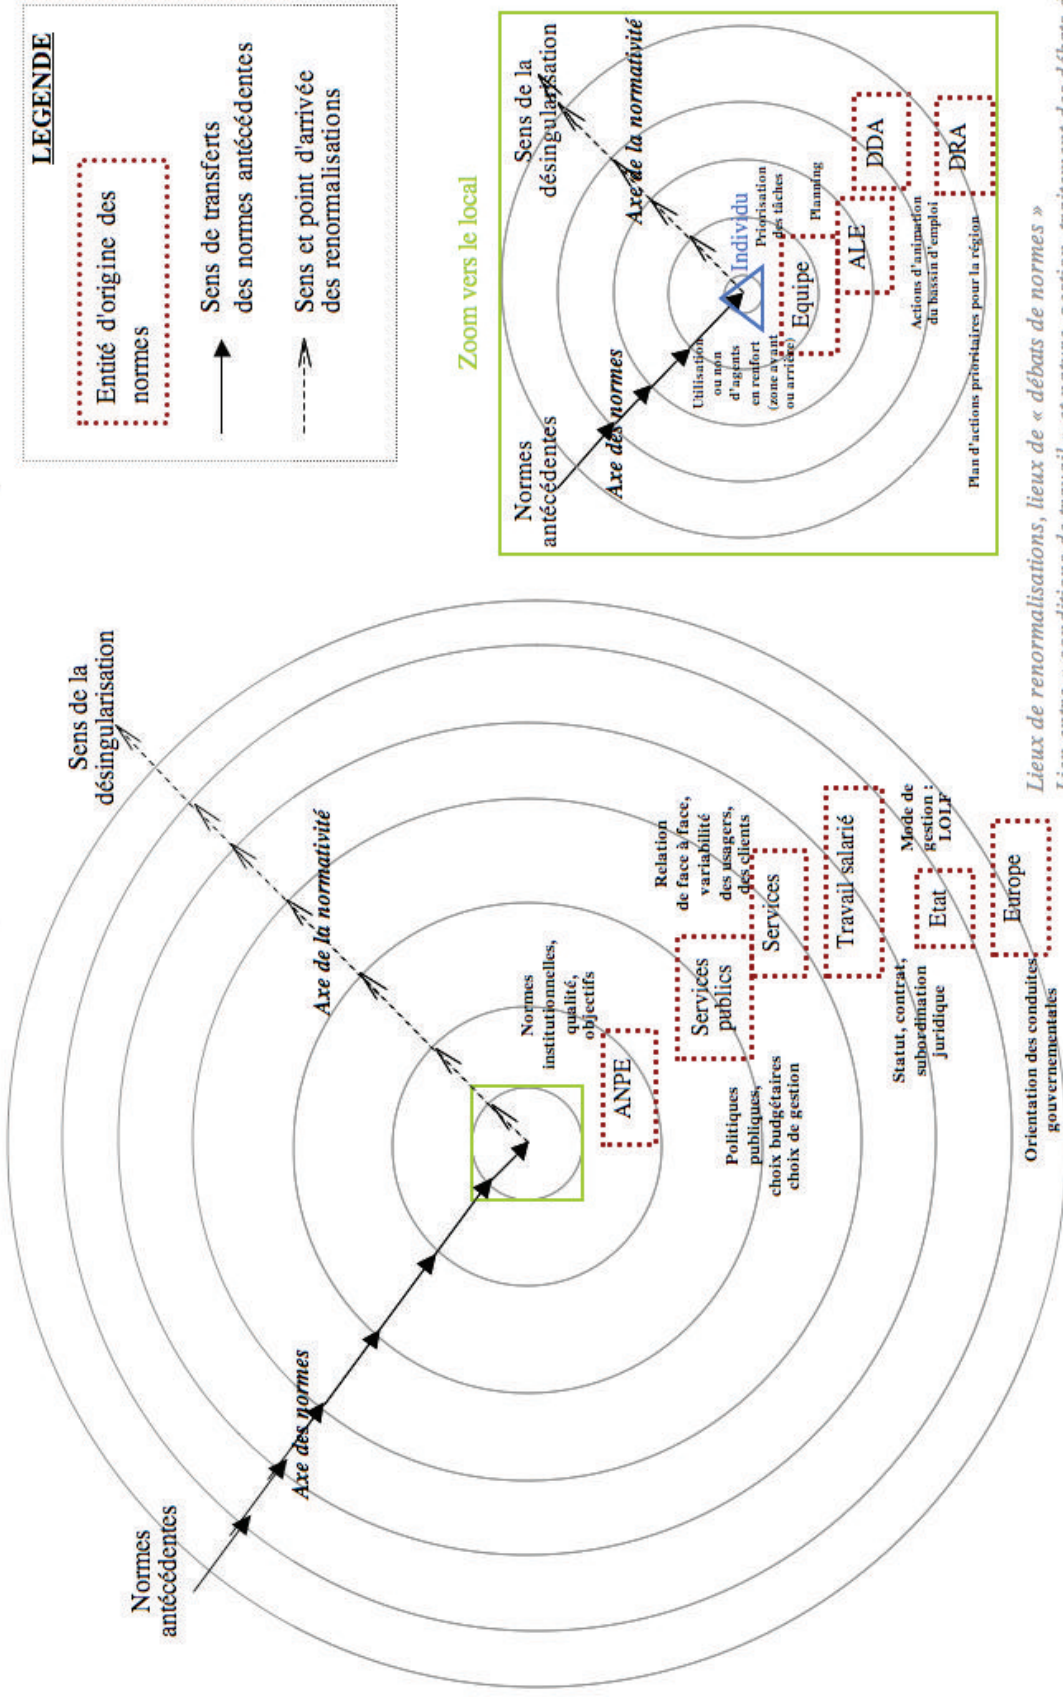 LEGENDE
Entité d'origine des
normes
Sens de transferts
des normes antécédentes
Sens et point d'arrivée
des renormalisations
Normes
antécédentes
Axe des normes
Sens de la
désingularisation
Axe de la normativité
Normes
institutionnelles,
qualité,
objectifs
ANPE
Relation
de face à face,
variabilité
des usagers,
des clients
Services
publics
Services
Politiques
publiques,
choix budgétaires
choix de gestion
Travail salarié
Mode de
gestion :
LOLF
Statut, contrat,
subordination
juridique
Etat
Europe
Orientation des conduites
gouvernementales
Zoom vers le local
Normes
antécédentes
Axe des normes
Sens de la
désingularisation
Axe de la normativité
Individu
Priorisation
des tâches
Planning
Utilisation
ou non
d'agents
en renfort
(zone avant
ou arrière)
Equipe
ALE
DDA
Actions d'animation
du bassin d'emploi
DRA
Plan d'actions prioritaires pour la région
Lieux de renormalisations, lieux de « débats de normes »